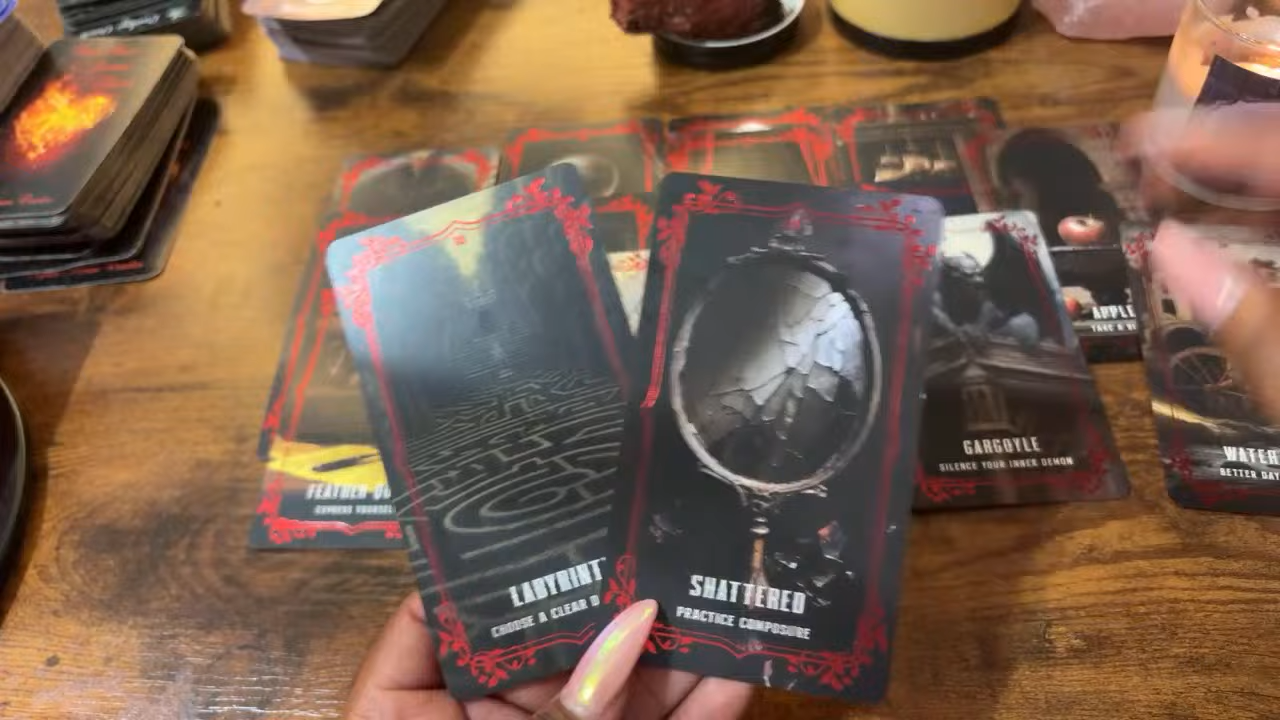 APPLE
GARGOYLE
SILENCE YOUR INNER DEMON
WATER
BETTER DAY
FEATHER
EXPRESS YOURSEL
LABYRINT
CHOOSE A CLEAR D
SHATTERED
PRACTICE COMPOSURE